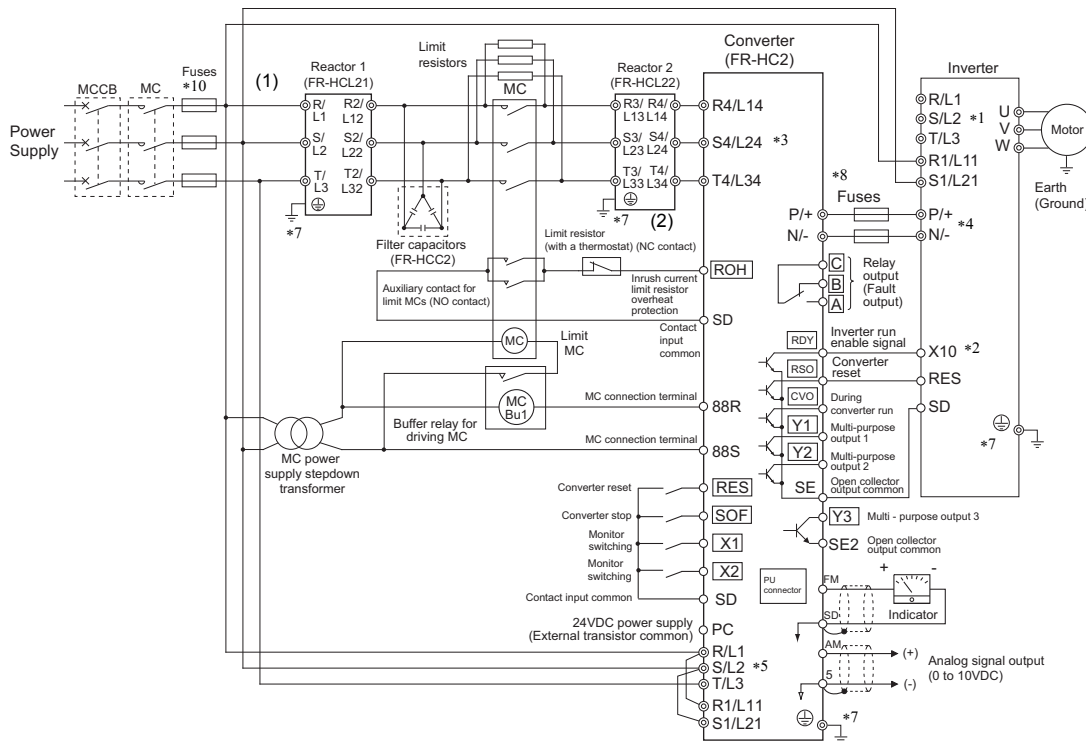 Power
Supply
MCCB
MC
Fuses
*10
(1)
Reactor 1
(FR-HCL21)
R/
L1
R2/
L12
S/
L2
S2/
L22
T/
L3
T2/
L32
*7
Filter capacitors
(FR-HCC2)
Limit
resistors
MC
Reactor 2
(FR-HCL22)
R3/
L13
R4/
L14
S3/
L23
S4/
L24
T3/
L33
T4/
L34
*7
(2)
Converter
(FR-HC2)
R4/L14
S4/L24
*3
T4/L34
Inverter
R/L1
S/L2
*1
T/L3
R1/L11
S1/L21
U
V
W
Motor
Earth
(Ground)
*8
Fuses
P/+
N/-
P/+
N/-
*4
Limit resistor
(with a thermostat) (NC contact)
Auxiliary contact for
limit MCs (NO contact)
Inrush current
limit resistor
overheat
protection
ROH
SD
Contact
input
common
C
B
A
Relay
output
(Fault
output)
MC
Limit
MC
MC
Bu1
Buffer relay for
driving MC
MC connection terminal
88R
MC connection terminal
88S
MC power
supply stepdown
transformer
RDY
Inverter run
enable signal
X10
*2
RSO
Converter
reset
RES
CVO
During
converter run
SD
Y1
Multi-purpose
output 1
Y2
Multi-purpose
output 2
SE
Open collector
output common
*7
Y3
Multi - purpose output 3
SE2
Open collector
output common
Converter reset
RES
Converter stop
SOF
Monitor
switching
X1
Monitor
switching
X2
Contact input common
SD
24VDC power supply
(External transistor common)
PC
R/L1
S/L2
*5
T/L3
R1/L11
S1/L21
PU
connector
FM
+
-
Indicator
SD
AM
(+)
5
(-)
Analog signal output
(0 to 10VDC)
*7